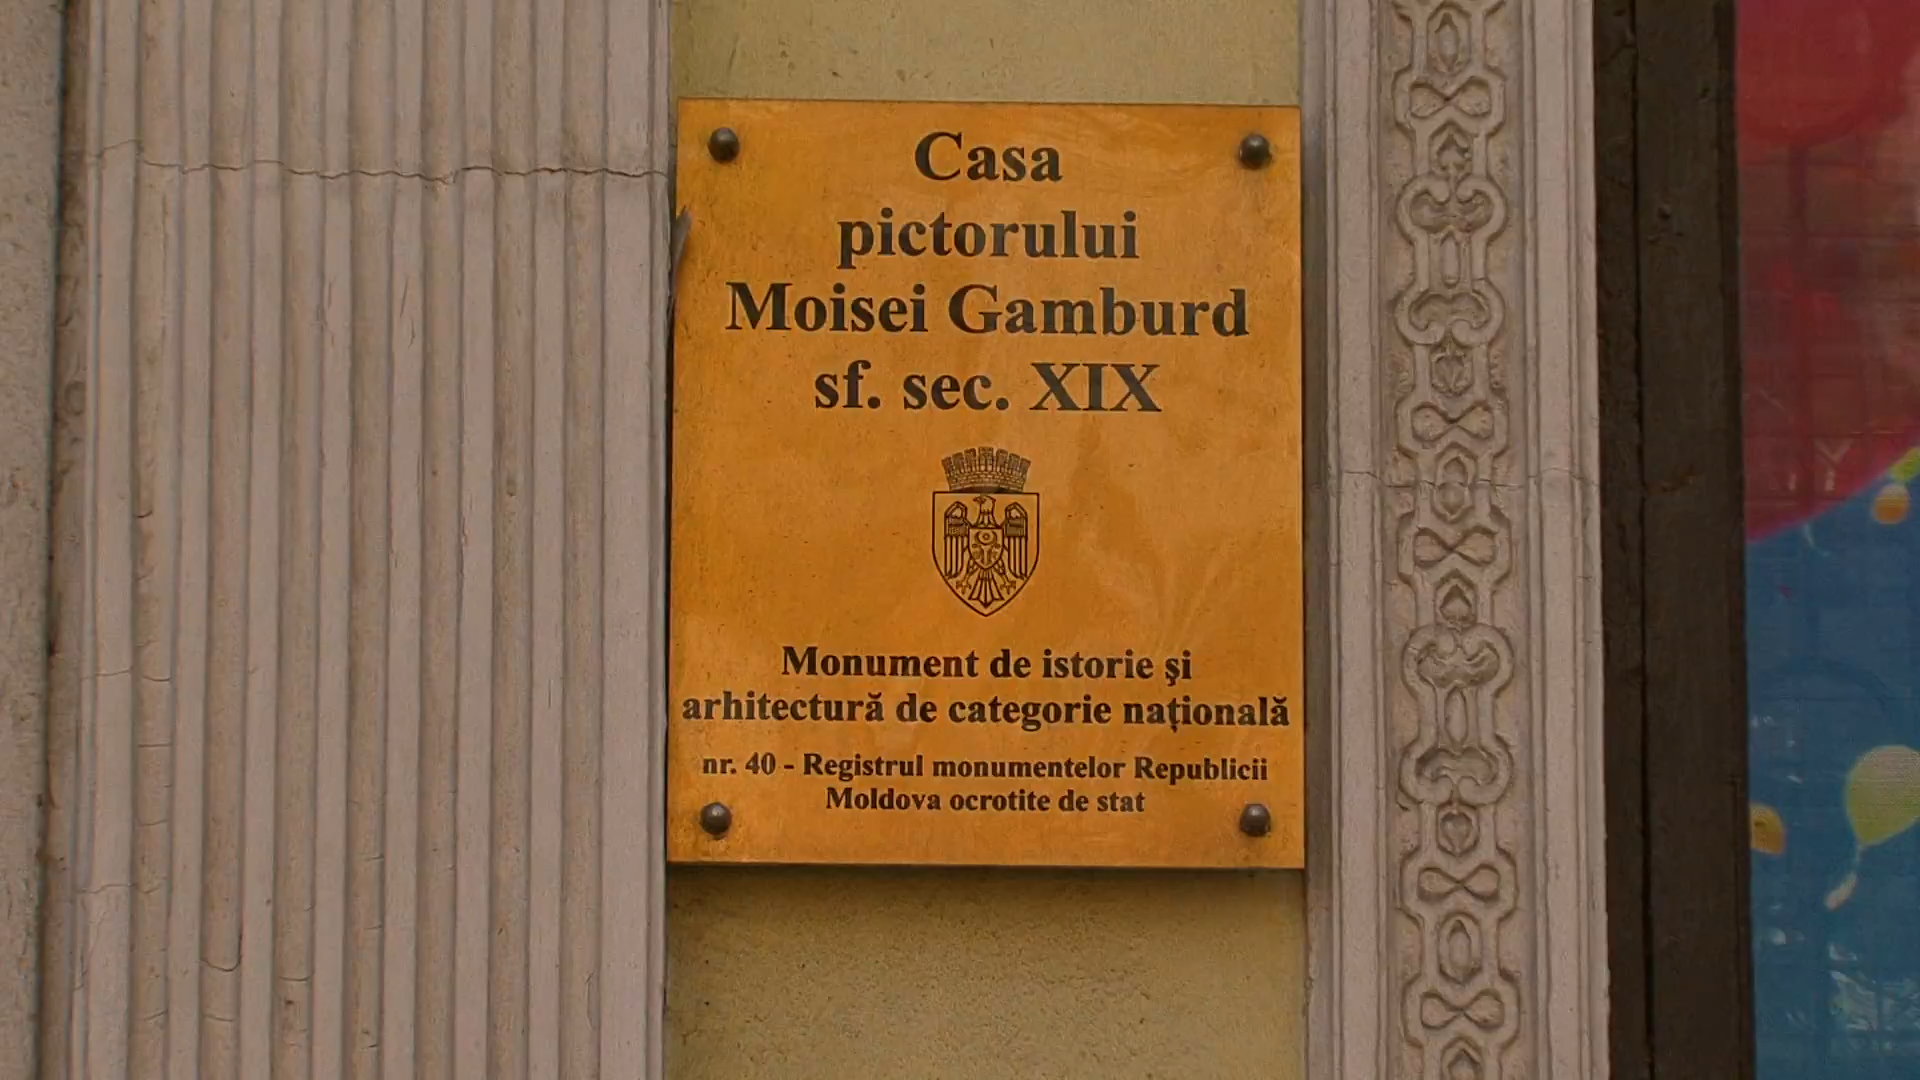 Casa
pictorului
Moisei Gamburd
sf. sec. XIX
Monument de istorie şi
arhitectură de categorie naţională
nr. 40 - Registrul monumentelor Republicii
Moldova ocrotite de stat